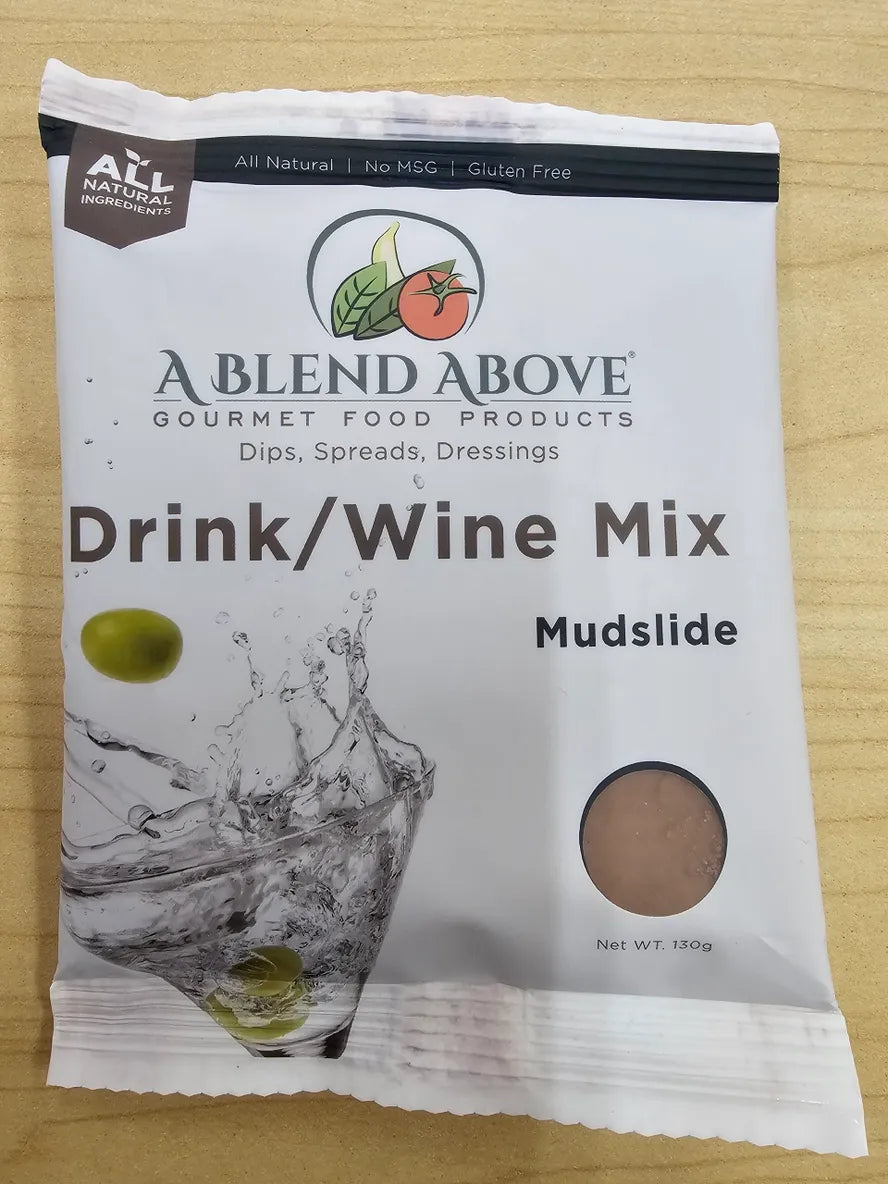 All Natural | No MSG | Gluten Free
ALL
NATURAL
INGREDIENTS
A BLEND ABOVE®
GOURMET FOOD PRODUCTS
Dips, Spreads, Dressings
Drink/Wine Mix
Mudslide
Net WT. 130g